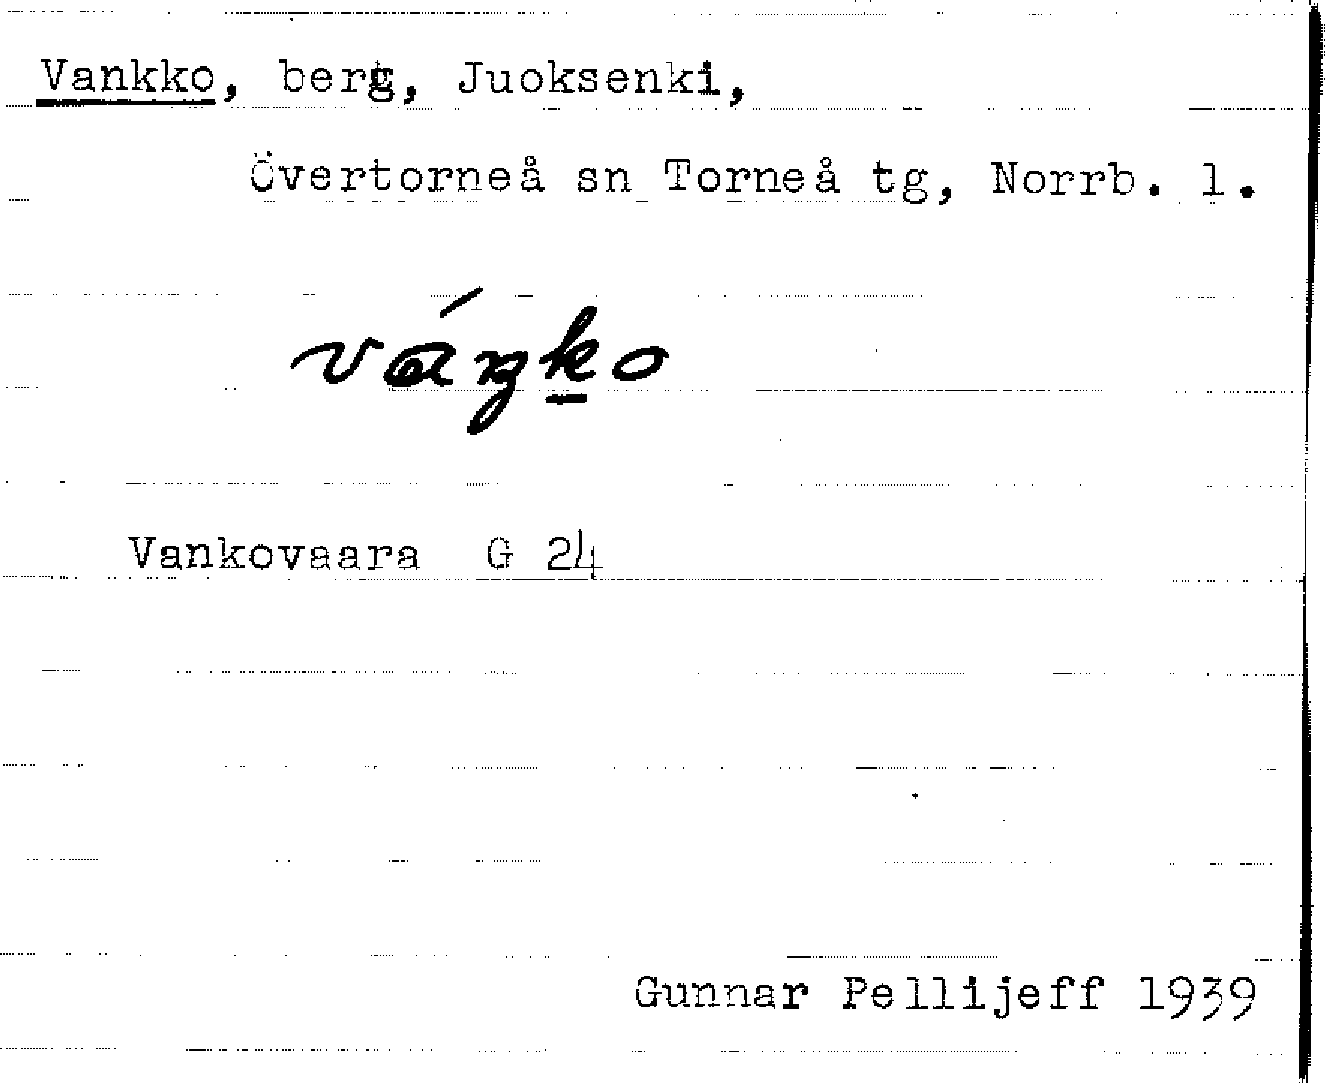 Vankko, berg, Juoksenki,
Övertorneå sn Torneå tg, Norrb. l.
váŋko
Vankovaara G 24
Gunnar Pellijeff 1939